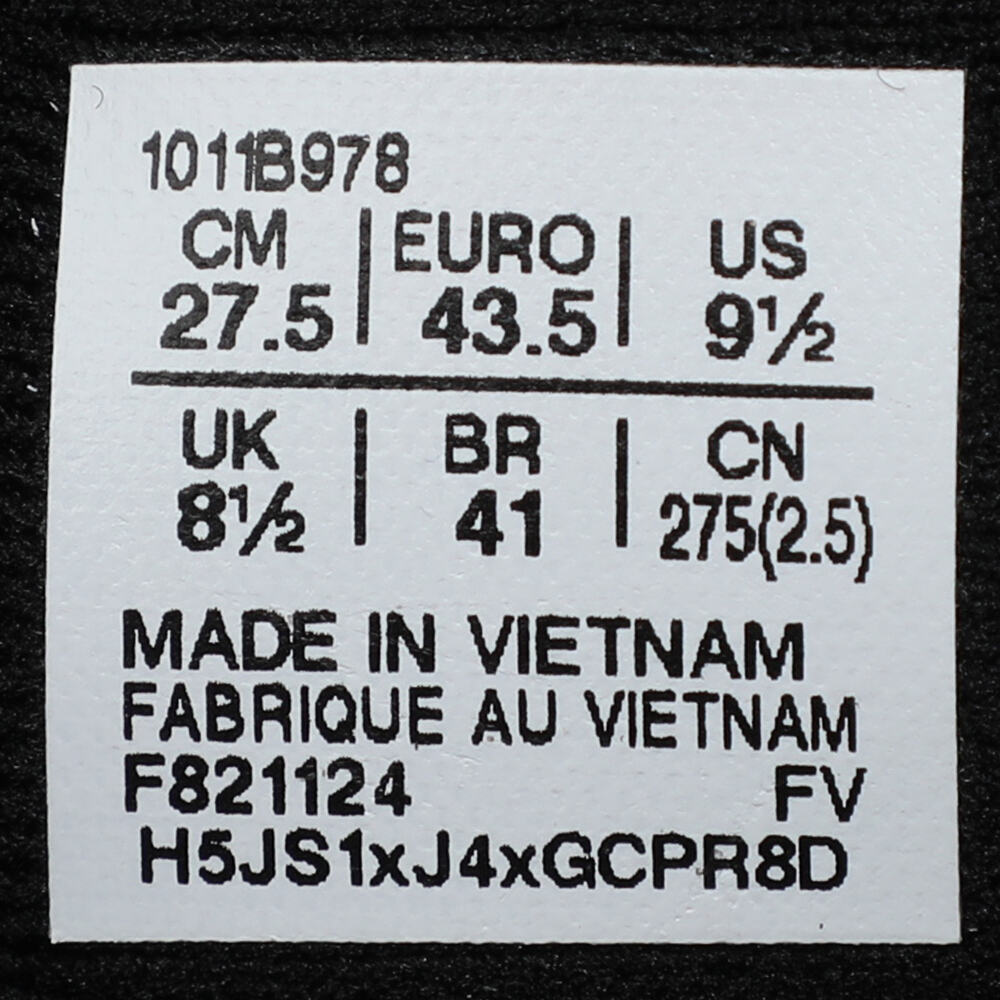 1011B978
CM | EURO | US
27.5 | 43.5 | 9½
UK | BR | CN
8½ | 41 | 275(2.5)
MADE IN VIETNAM
FABRIQUE AU VIETNAM
F821124 FV
H5JS1xJ4xGCPR8D